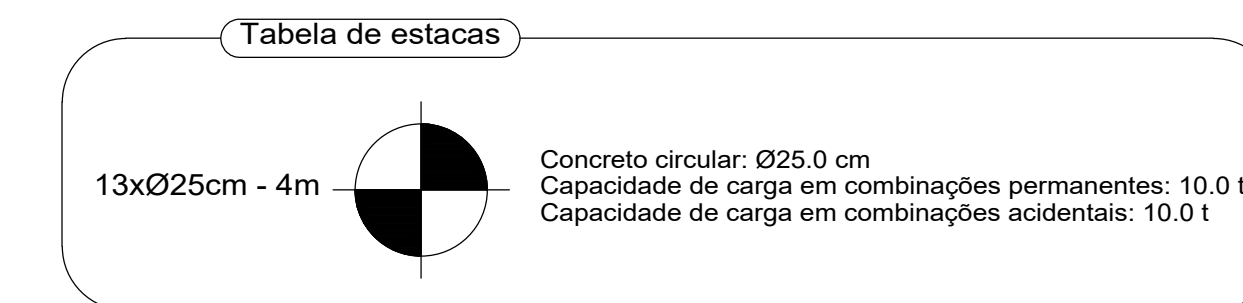 Tabela de estacas
13xØ25cm - 4m
Concreto circular: Ø25.0 cm
Capacidade de carga em combinações permanentes: 10.0 t
Capacidade de carga em combinações acidentais: 10.0 t